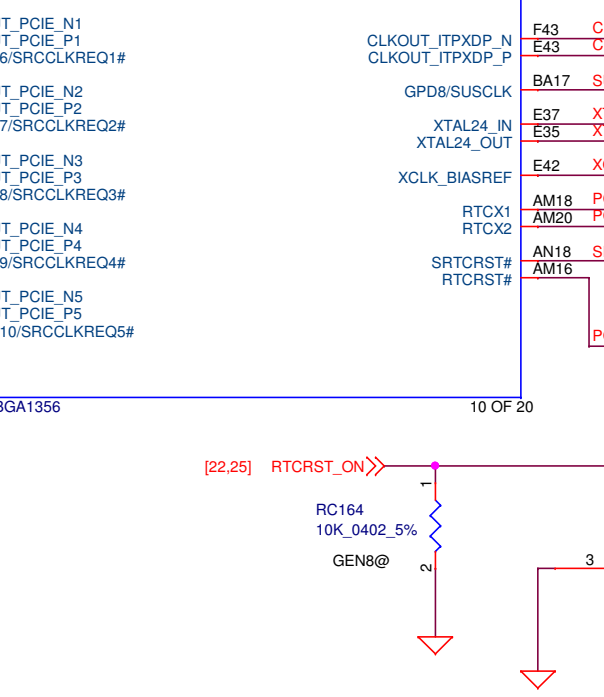 T_PCIE_N1
T_PCIE_P1
6/SRCCLKREQ1#
T_PCIE_N2
T_PCIE_P2
7/SRCCLKREQ2#
T_PCIE_N3
T_PCIE_P3
8/SRCCLKREQ3#
T_PCIE_N4
T_PCIE_P4
9/SRCCLKREQ4#
T_PCIE_N5
T_PCIE_P5
10/SRCCLKREQ5#
CLKOUT_ITPXDP_N F43
CLKOUT_ITPXDP_P E43
GPD8/SUSCLK BA17
XTAL24_IN E37
XTAL24_OUT E35
XCLK_BIASREF E42
RTCX1 AM18
RTCX2 AM20
SRTCRST# AN18
RTCRST# AM16
GA1356 10 OF 20
[22,25] RTCRST_ON
1
RC164
10K_0402_5%
GEN8@
2
3